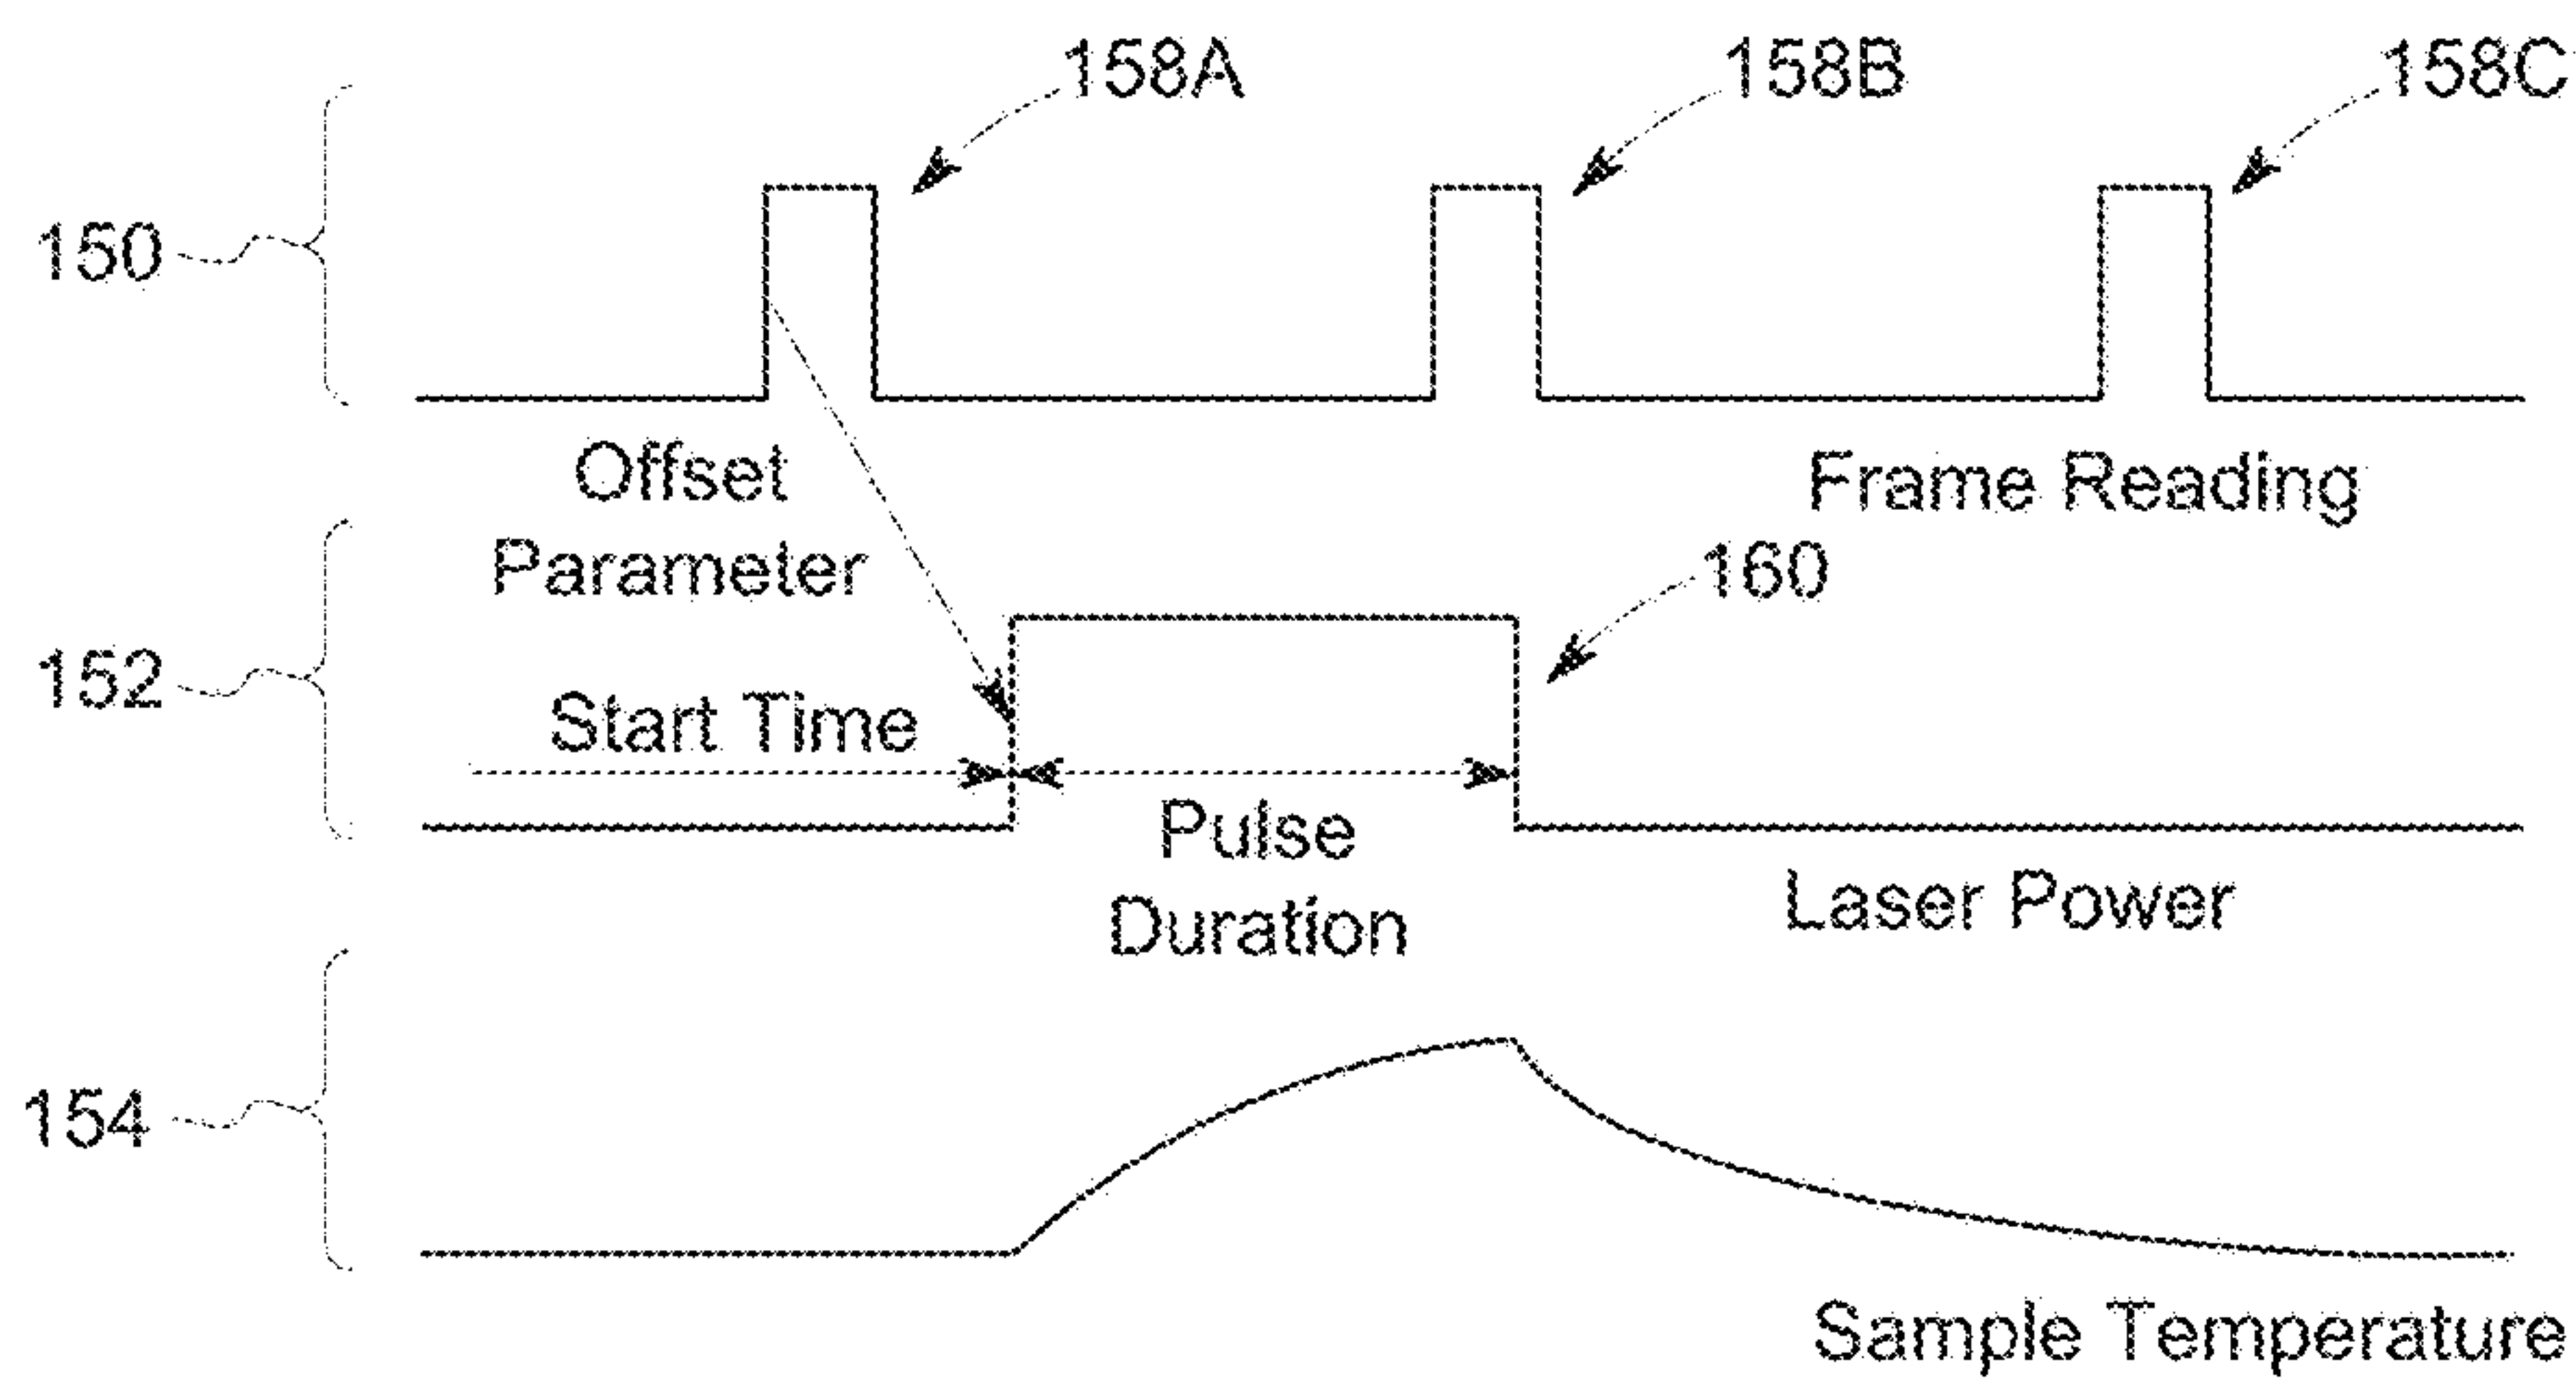 158A
158B
158C
150
Offset
Parameter
Frame Reading
160
152
Start Time
Pulse
Duration
Laser Power
154
Sample Temperature